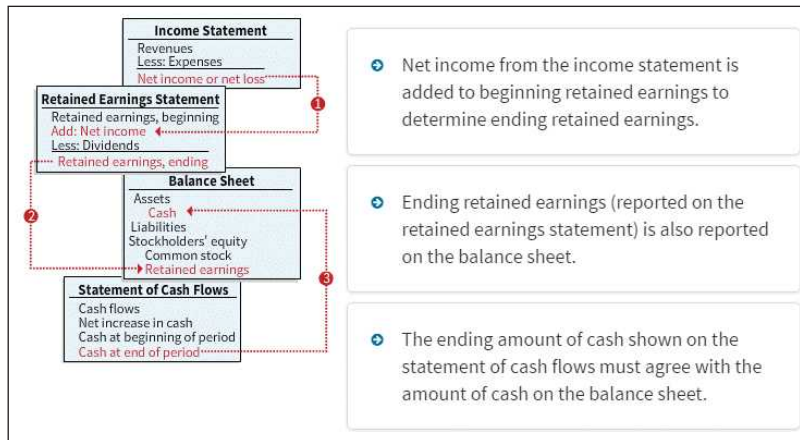 Income Statement
Revenues
Less: Expenses
Net income or net loss
1
Retained Earnings Statement
Retained earnings, beginning
Add: Net income
Less: Dividends
Retained earnings, ending
2
Balance Sheet
Assets
Cash
Liabilities
Stockholders' equity
Common stock
Retained earnings
3
Statement of Cash Flows
Cash flows
Net increase in cash
Cash at beginning of period
Cash at end of period
Net income from the income statement is
added to beginning retained earnings to
determine ending retained earnings.
Ending retained earnings (reported on the
retained earnings statement) is also reported
on the balance sheet.
The ending amount of cash shown on the
statement of cash flows must agree with the
amount of cash on the balance sheet.